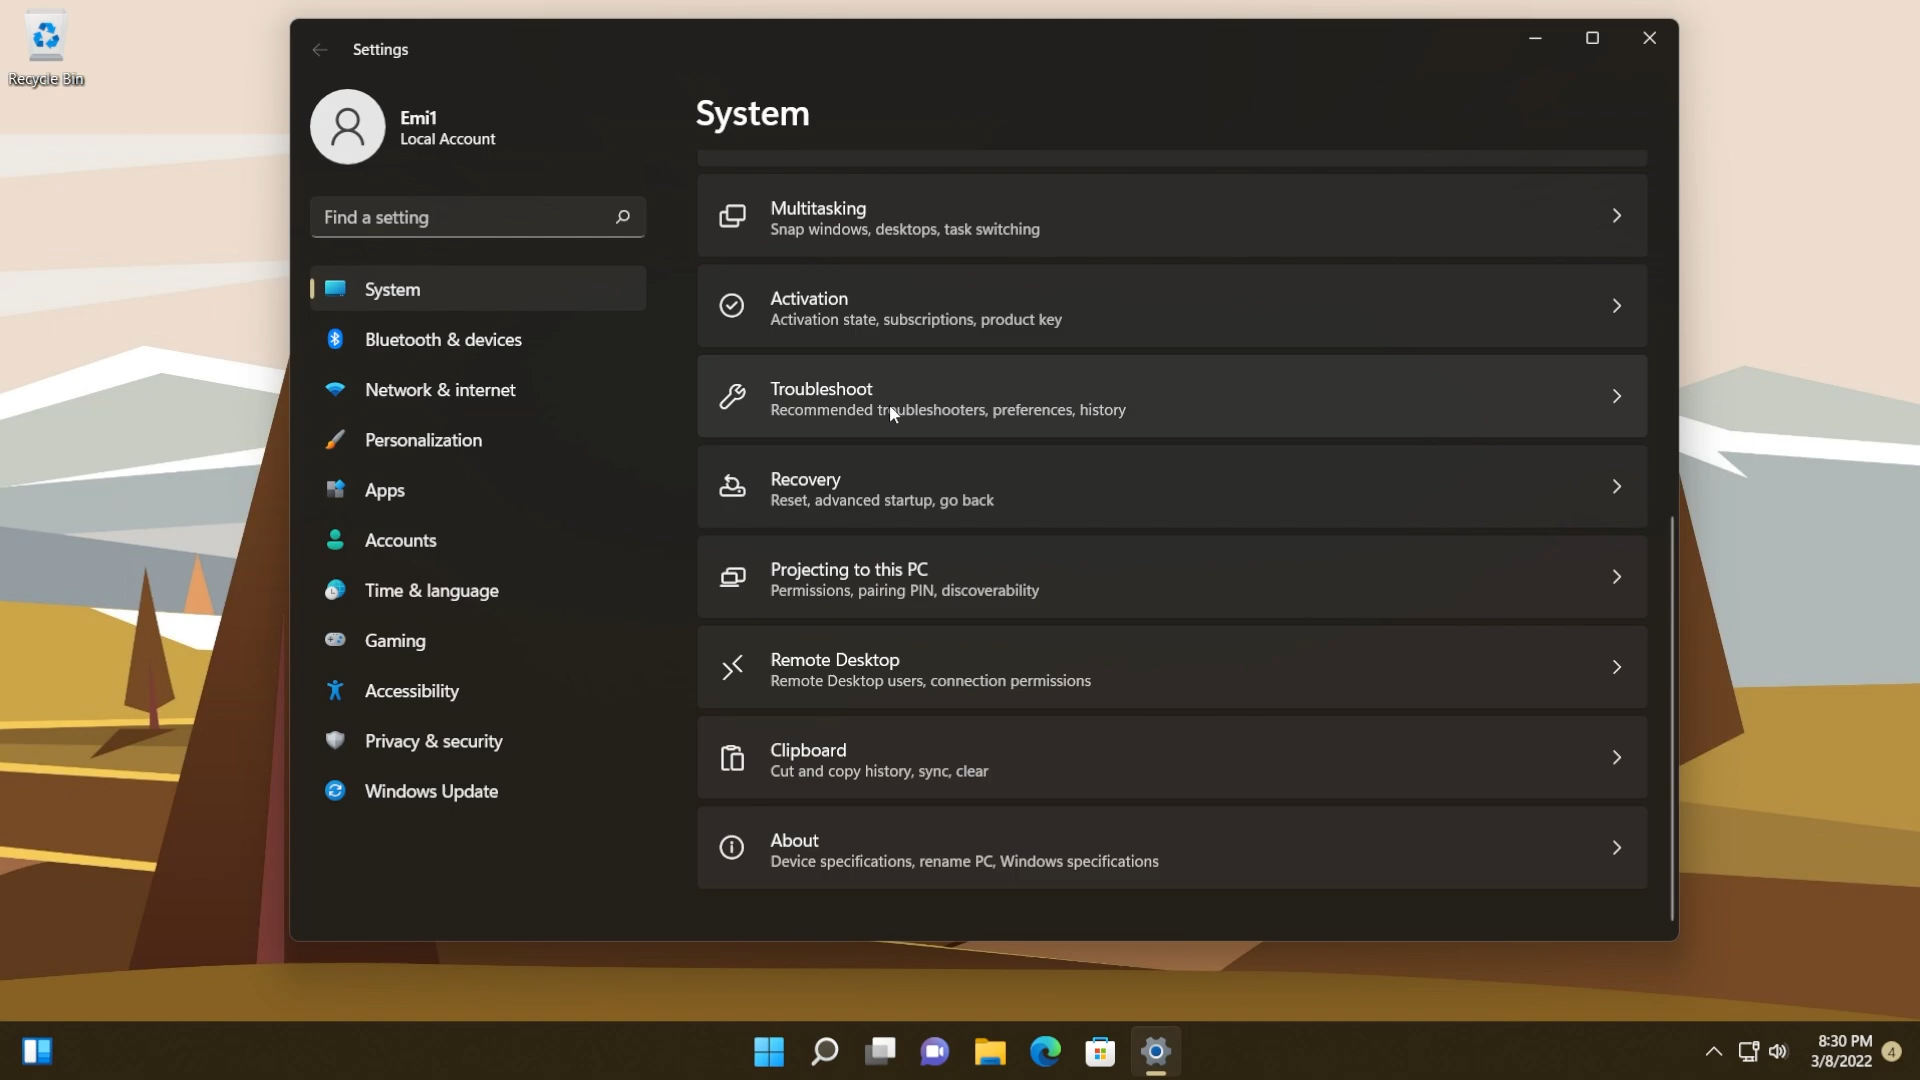 Recycle Bin
Settings
Emi1
Local Account
Find a setting
System
Bluetooth & devices
Network & internet
Personalization
Apps
Accounts
Time & language
Gaming
Accessibility
Privacy & security
Windows Update
System
Multitasking
Snap windows, desktops, task switching
Activation
Activation state, subscriptions, product key
Troubleshoot
Recommended troubleshooters, preferences, history
Recovery
Reset, advanced startup, go back
Projecting to this PC
Permissions, pairing PIN, discoverability
Remote Desktop
Remote Desktop users, connection permissions
Clipboard
Cut and copy history, sync, clear
About
Device specifications, rename PC, Windows specifications
8:30 PM
3/8/2022
4